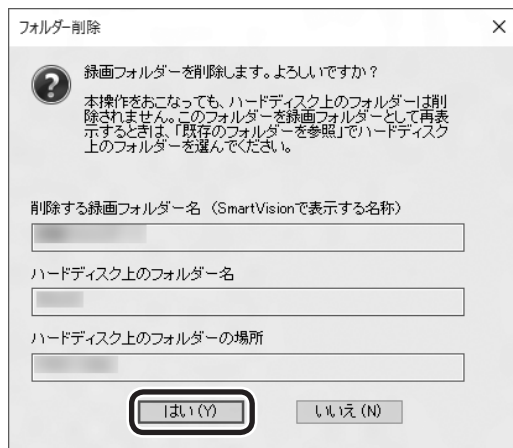 フォルダー削除
録画フォルダーを削除します。よろしいですか？
本操作をおこなっても、ハードディスク上のフォルダーは削
除されません。このフォルダーを録画フォルダーとして再表
示するときは、「既存のフォルダーを参照」でハードディスク
上のフォルダーを選んでください。
削除する録画フォルダー名（SmartVisionで表示する名称）
ハードディスク上のフォルダー名
ハードディスク上のフォルダーの場所
はい(Y)
いいえ(N)